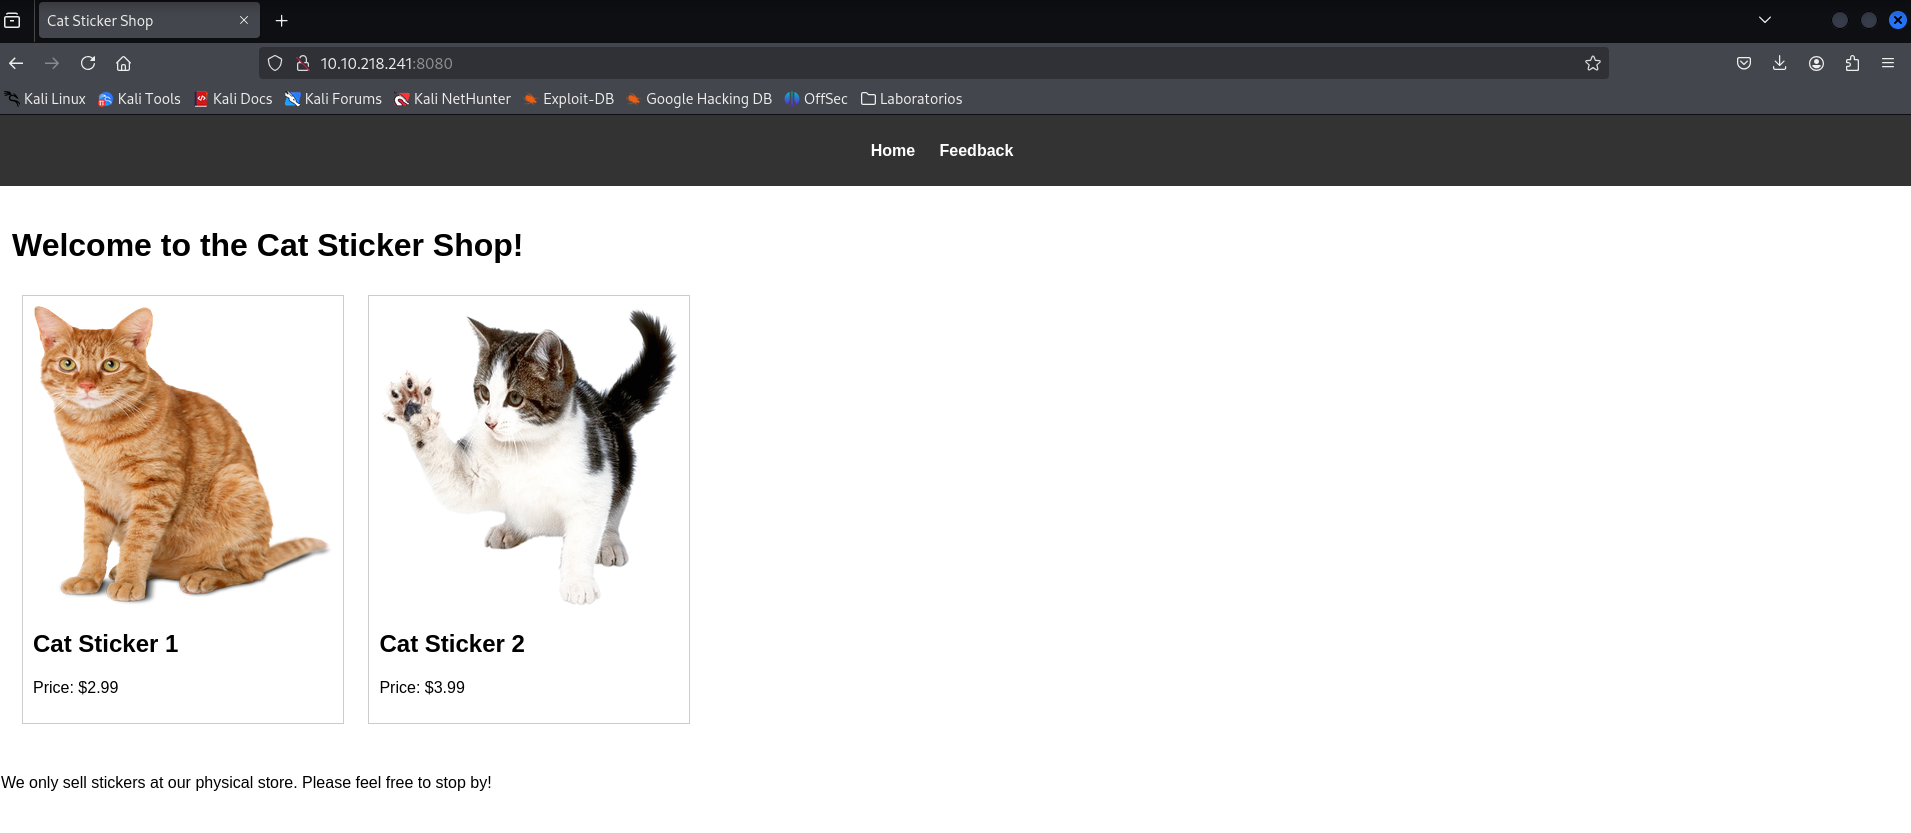 Cat Sticker Shop
10.10.218.241:8080
Kali Linux Kali Tools Kali Docs Kali Forums Kali NetHunter Exploit-DB Google Hacking DB OffSec Laboratorios
Home Feedback
Welcome to the Cat Sticker Shop!
Cat Sticker 1 Cat Sticker 2
Price: $2.99 Price: $3.99
We only sell stickers at our physical store. Please feel free to stop by!